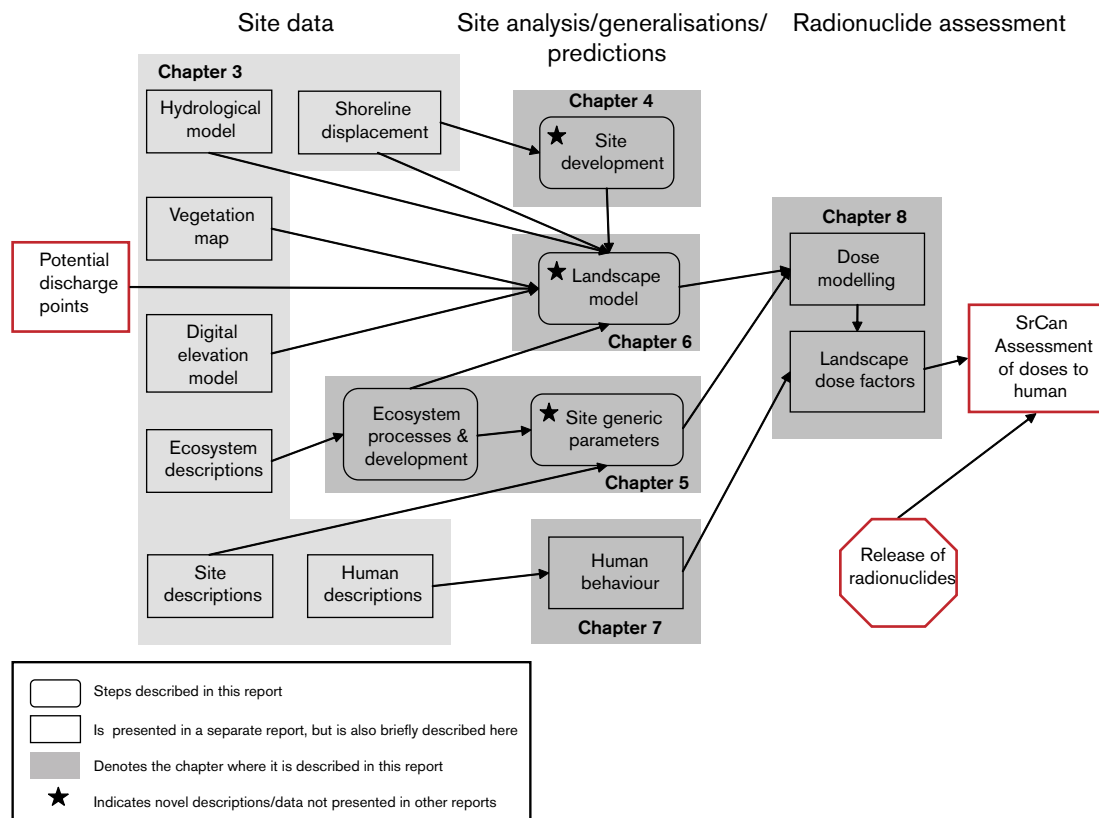 Site data
Site analysis/generalisations/
predictions
Radionuclide assessment
Chapter 3
Hydrological
model
Shoreline
displacement
Chapter 4
Site
development
Vegetation
map
Chapter 8
Potential
discharge
points
Landscape
model
Dose
modelling
Digital
elevation
model
Chapter 6
Landscape
dose factors
SrCan
Assessment
of doses to
human
Ecosystem
descriptions
Ecosystem
processes &
development
Site generic
parameters
Chapter 5
Site
descriptions
Human
descriptions
Human
behaviour
Chapter 7
Release of
radionuclides
Steps described in this report
Is presented in a separate report, but is also briefly described here
Denotes the chapter where it is described in this report
Indicates novel descriptions/data not presented in other reports